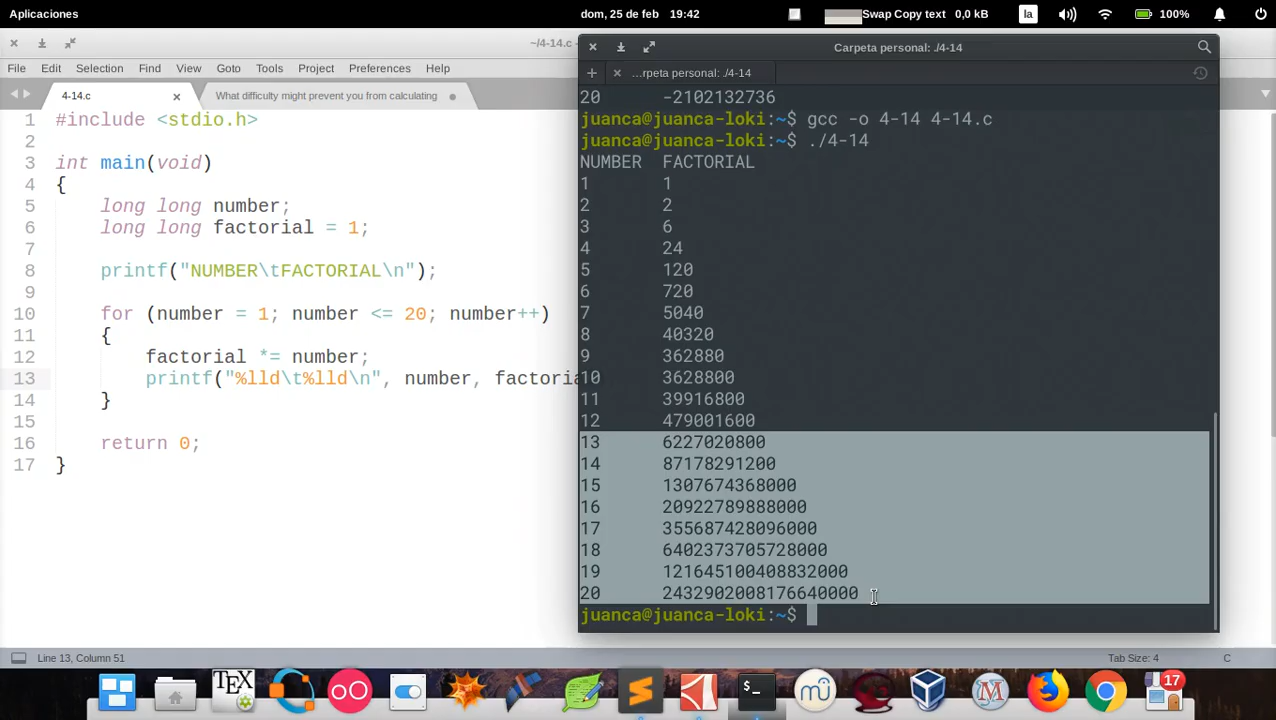 Aplicaciones dom, 25 de feb 19:42 Swap Copy text 0,0 kB la 100%
~/4-14.c - Carpeta personal: ./4-14
File Edit Selection Find View Goto Tools Project Preferences Help
4-14.c What difficulty might prevent you from calculating
1 #include <stdio.h>
2
3 int main(void)
4 {
5 long long number;
6 long long factorial = 1;
7
8 printf("NUMBER\tFACTORIAL\n");
9
10 for (number = 1; number <= 20; number++)
11 {
12 factorial *= number;
13 printf("%lld\t%lld\n", number, factoria
14 }
15
16 return 0;
17 }
...rpeta personal: ./4-14
20 -2102132736
juanca@juanca-loki:~$ gcc -o 4-14 4-14.c
juanca@juanca-loki:~$ ./4-14
NUMBER FACTORIAL
1 1
2 2
3 6
4 24
5 120
6 720
7 5040
8 40320
9 362880
10 3628800
11 39916800
12 479001600
13 6227020800
14 87178291200
15 1307674368000
16 20922789888000
17 355687428096000
18 6402373705728000
19 121645100408832000
20 2432902008176640000
juanca@juanca-loki:~$
Line 13, Column 51 Tab Size: 4 C
TEX >_ mu M 17